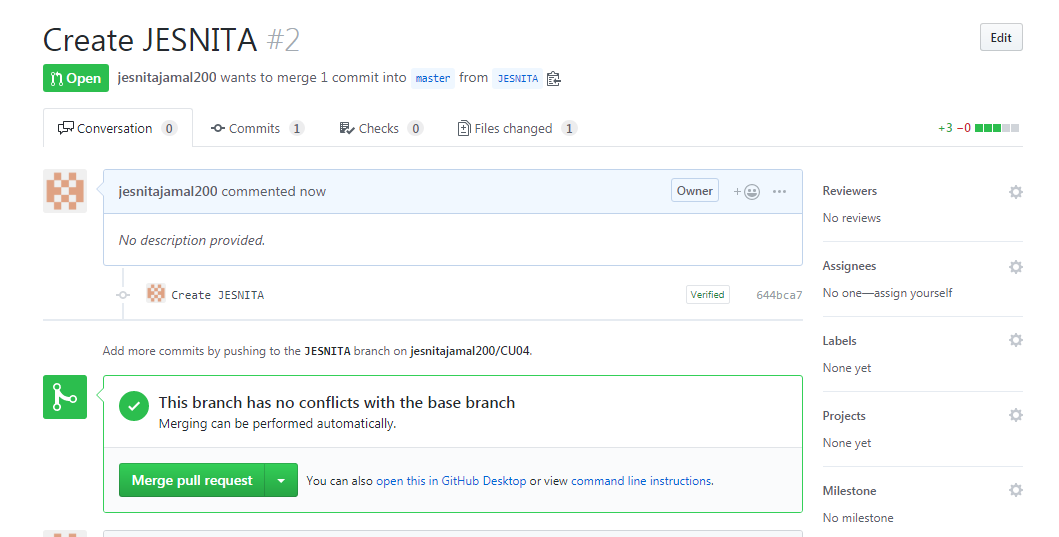 Create JESNITA #2
Edit
Open jesnitajamal200 wants to merge 1 commit into master from JESNITA
Conversation 0 Commits 1 Checks 0 Files changed 1 +3 −0
jesnitajamal200 commented now Owner +
No description provided.
Create JESNITA Verified 644bca7
Add more commits by pushing to the JESNITA branch on jesnitajamal200/CU04.
This branch has no conflicts with the base branch
Merging can be performed automatically.
Merge pull request You can also open this in GitHub Desktop or view command line instructions.
Reviewers
No reviews
Assignees
No one—assign yourself
Labels
None yet
Projects
None yet
Milestone
No milestone